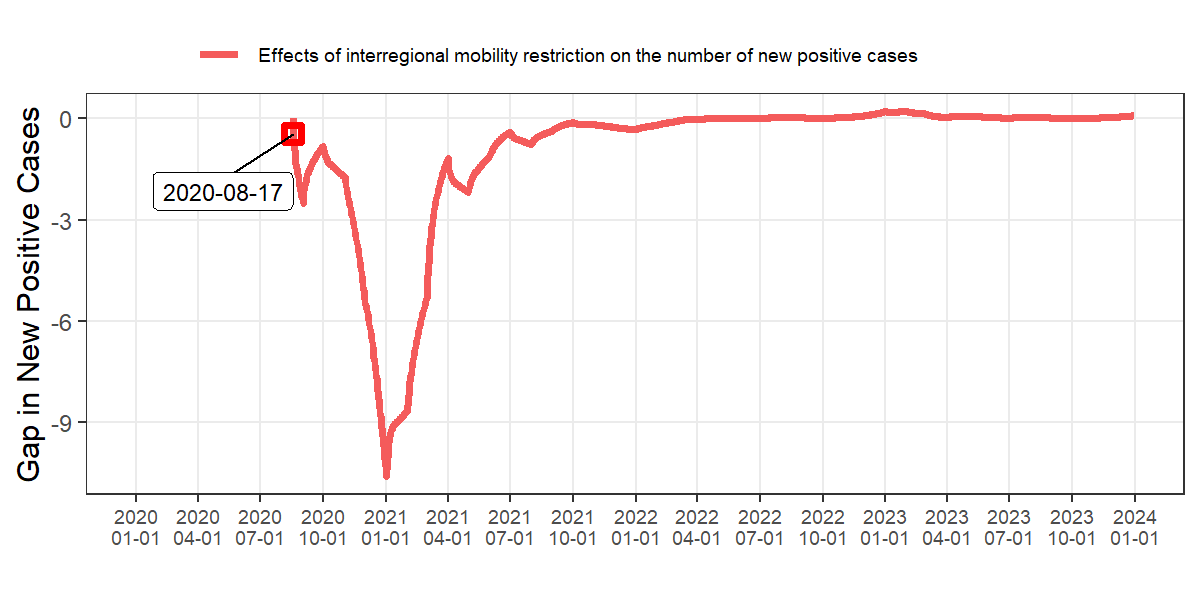 Effects of interregional mobility restriction on the number of new positive cases
Gap in New Positive Cases
0
-3
-6
-9
2020-08-17
2020 2020 2020 2020 2021 2021 2021 2021 2022 2022 2022 2022 2023 2023 2023 2023 2024
01-01 04-01 07-01 10-01 01-01 04-01 07-01 10-01 01-01 04-01 07-01 10-01 01-01 04-01 07-01 10-01 01-01